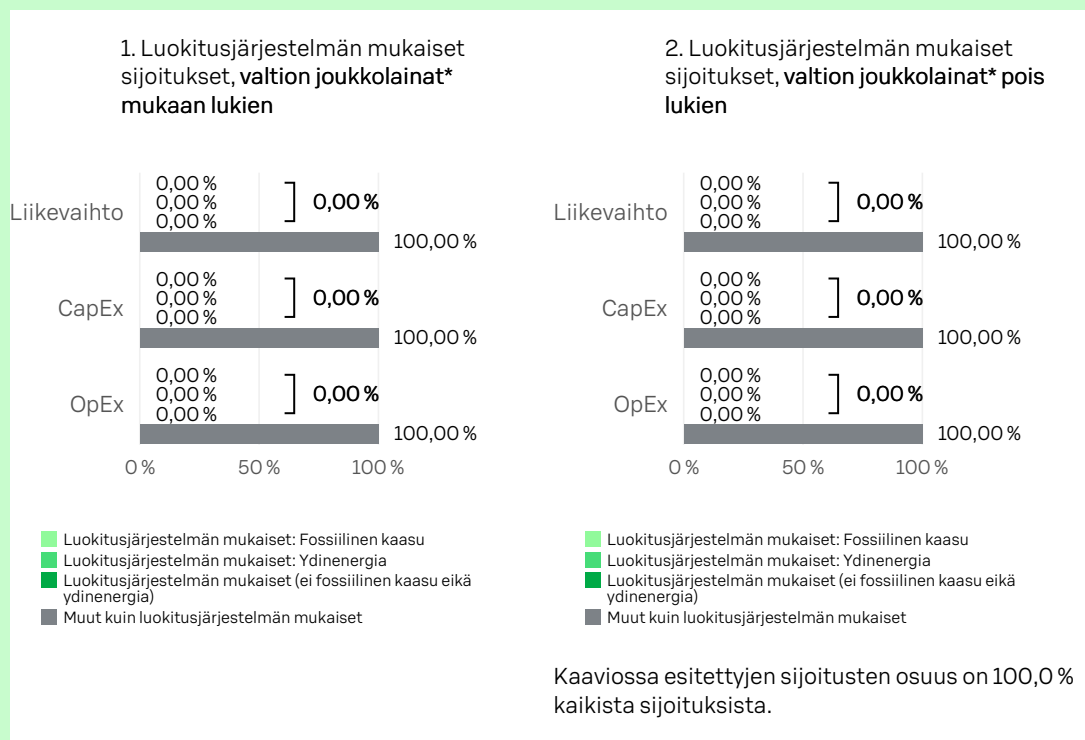 1. Luokitusjärjestelmän mukaiset
sijoitukset, valtion joukkolainat*
mukaan lukien
0,00 %
0,00 %
0,00 %
0,00 %
Liikevaihto
100,00 %
0,00 %
0,00 %
0,00 %
0,00 %
CapEx
100,00 %
0,00 %
0,00 %
0,00 %
0,00 %
OpEx
100,00 %
0 %
50 %
100 %
Luokitusjärjestelmän mukaiset: Fossiilinen kaasu
Luokitusjärjestelmän mukaiset: Ydinenergia
Luokitusjärjestelmän mukaiset (ei fossiilinen kaasu eikä
ydinenergia)
Muut kuin luokitusjärjestelmän mukaiset
2. Luokitusjärjestelmän mukaiset
sijoitukset, valtion joukkolainat* pois
lukien
0,00 %
0,00 %
0,00 %
0,00 %
Liikevaihto
100,00 %
0,00 %
0,00 %
0,00 %
0,00 %
CapEx
100,00 %
0,00 %
0,00 %
0,00 %
0,00 %
OpEx
100,00 %
0 %
50 %
100 %
Luokitusjärjestelmän mukaiset: Fossiilinen kaasu
Luokitusjärjestelmän mukaiset: Ydinenergia
Luokitusjärjestelmän mukaiset (ei fossiilinen kaasu eikä
ydinenergia)
Muut kuin luokitusjärjestelmän mukaiset
Kaaviossa esitettyjen sijoitusten osuus on 100,0 %
kaikista sijoituksista.